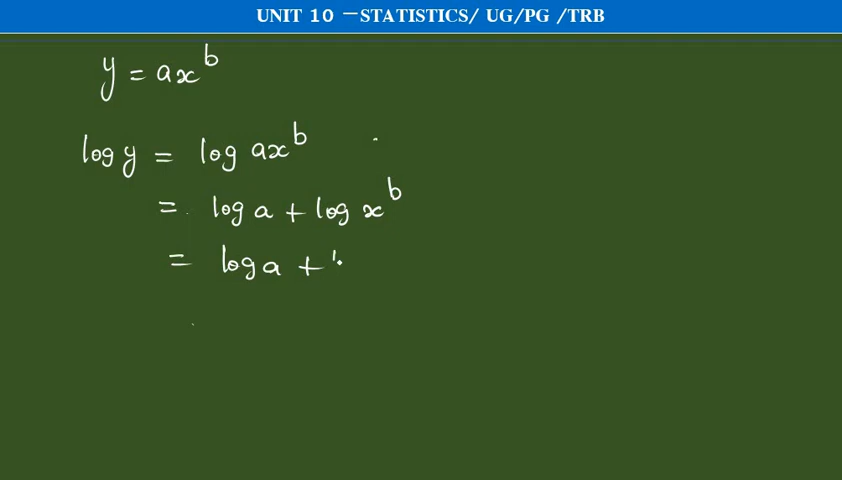 UNIT 10 – STATISTICS/ UG/PG /TRB
y = ax^b
log y = log ax^b
= log a + log x^b
= log a +